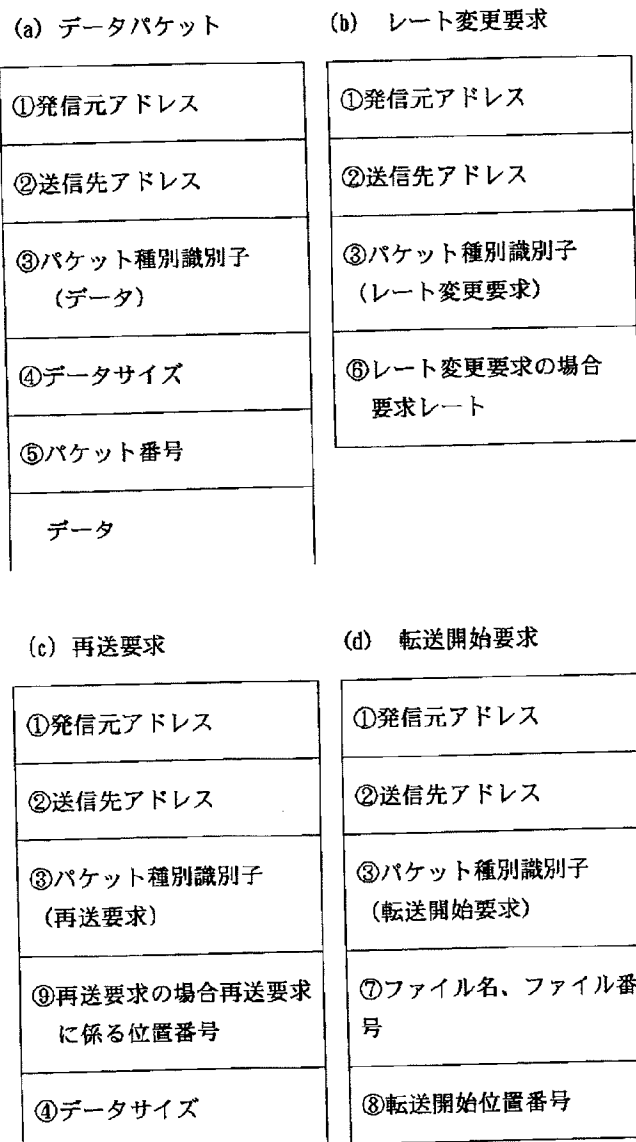 (a) データパケット
①発信元アドレス
②送信先アドレス
③パケット種別識別子
(データ)
④データサイズ
⑤パケット番号
データ
(b) レート変更要求
①発信元アドレス
②送信先アドレス
③パケット種別識別子
(レート変更要求)
⑥レート変更要求の場合
要求レート
(c) 再送要求
①発信元アドレス
②送信先アドレス
③パケット種別識別子
(再送要求)
⑨再送要求の場合再送要求
に係る位置番号
④データサイズ
(d) 転送開始要求
①発信元アドレス
②送信先アドレス
③パケット種別識別子
(転送開始要求)
⑦ファイル名、ファイル番
号
⑧転送開始位置番号